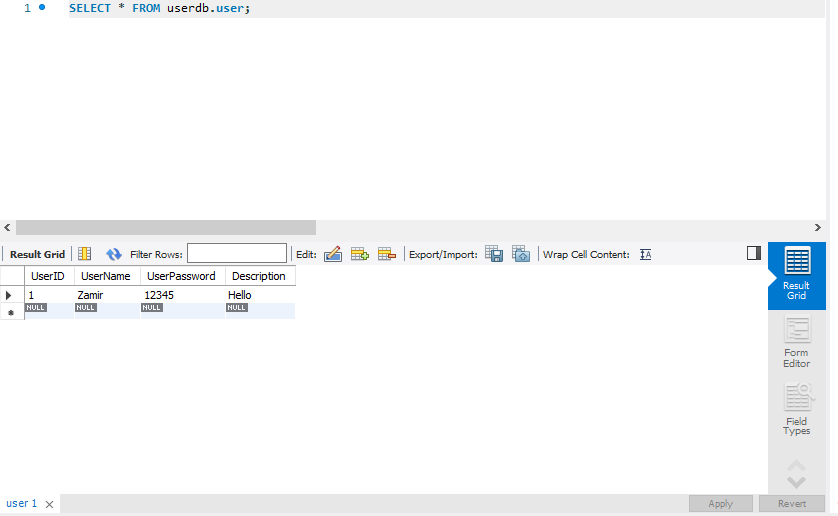 1 SELECT * FROM userdb.user;
Result Grid Filter Rows: Edit: Export/Import: Wrap Cell Content:
UserID UserName UserPassword Description
1 Zamir 12345 Hello
NULL NULL NULL NULL
Result
Grid
Form
Editor
Field
Types
user 1 Apply Revert